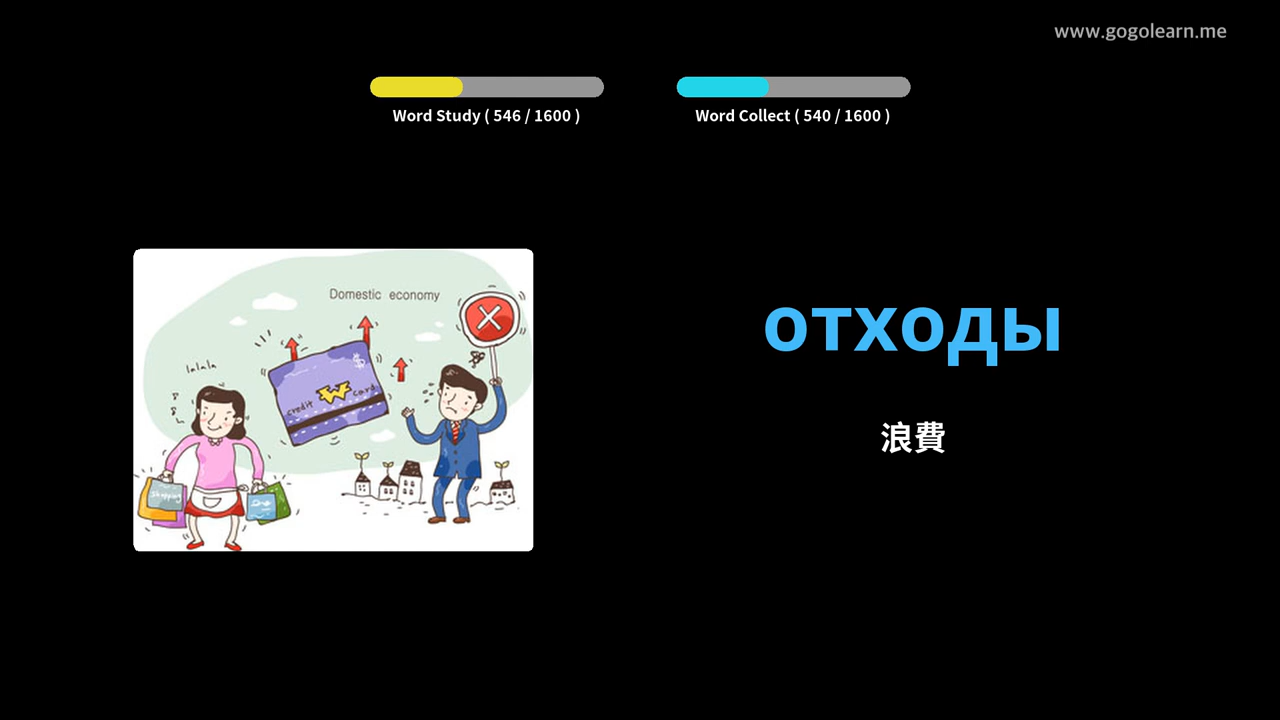 www.gogolearn.me
Word Study ( 546 / 1600 )
Word Collect ( 540 / 1600 )
Domestic economy
lalala
$
W
credit card
Shopping
отходы
浪費